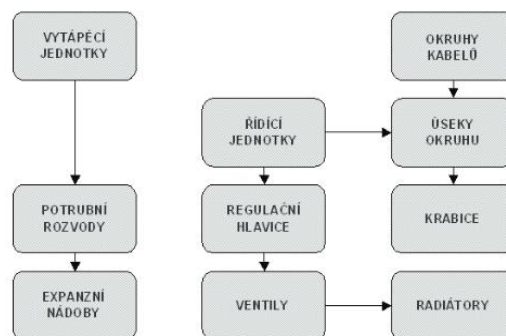 VYTÁPĚCÍ
JEDNOTKY
OKRUHY
KABELŮ
ŘÍDÍCÍ
JEDNOTKY
ÚSEKY
OKRUHU
POTRUBNÍ
ROZVODY
REGULAČNÍ
HLAVICE
KRABICE
EXPANZNÍ
NÁDOBY
VENTILY
RADIÁTORY